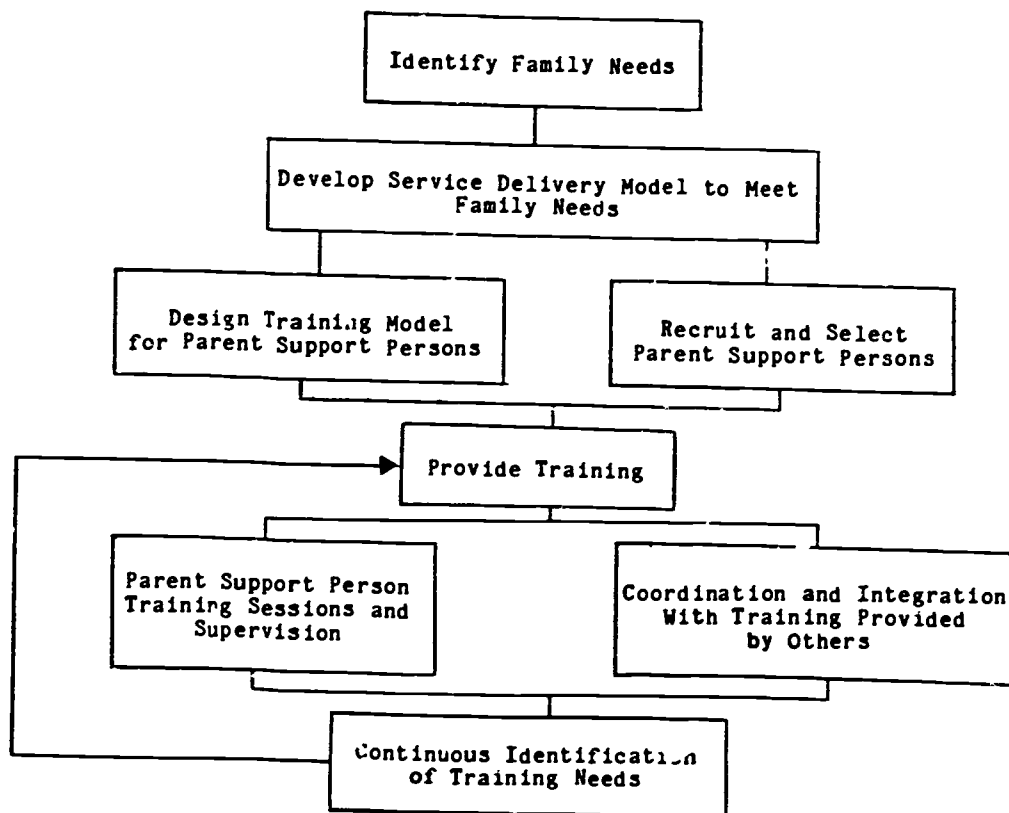 Identify Family Needs
Develop Service Delivery Model to Meet
Family Needs
Design Training Model
for Parent Support Persons
Recruit and Select
Parent Support Persons
Provide Training
Parent Support Person
Training Sessions and
Supervision
Coordination and Integration
With Training Provided
by Others
Continuous Identification
of Training Needs